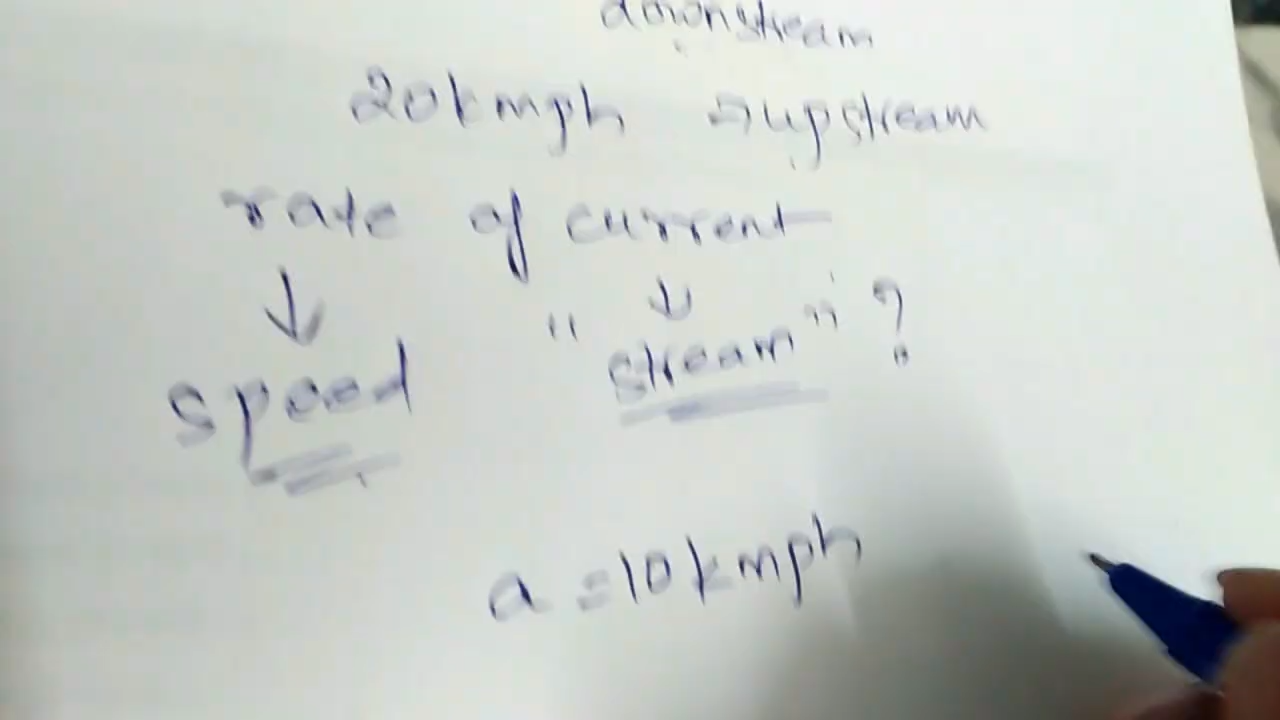 downstream
20kmph ⇒upstream
rate of current
↓ ↓
speed "stream" ?
a =10kmph